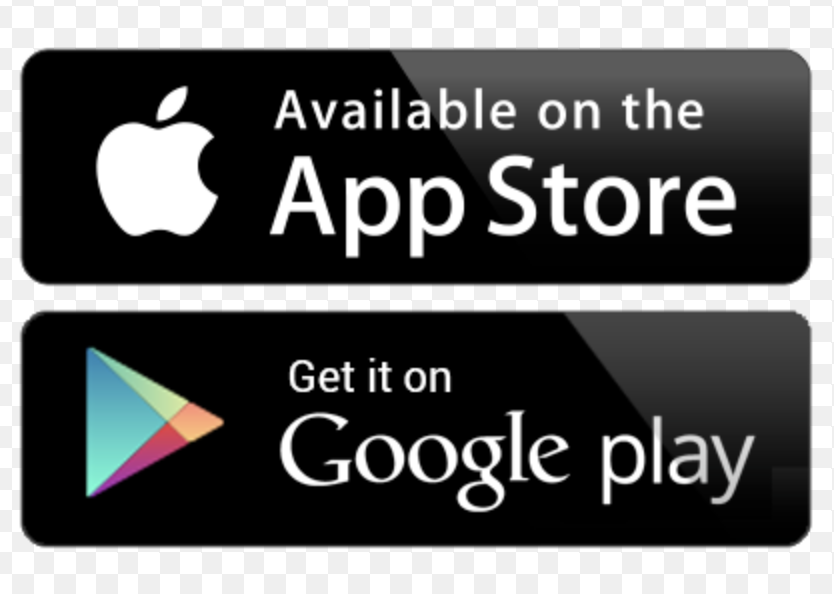 Available on the
App Store
Get it on
Google play